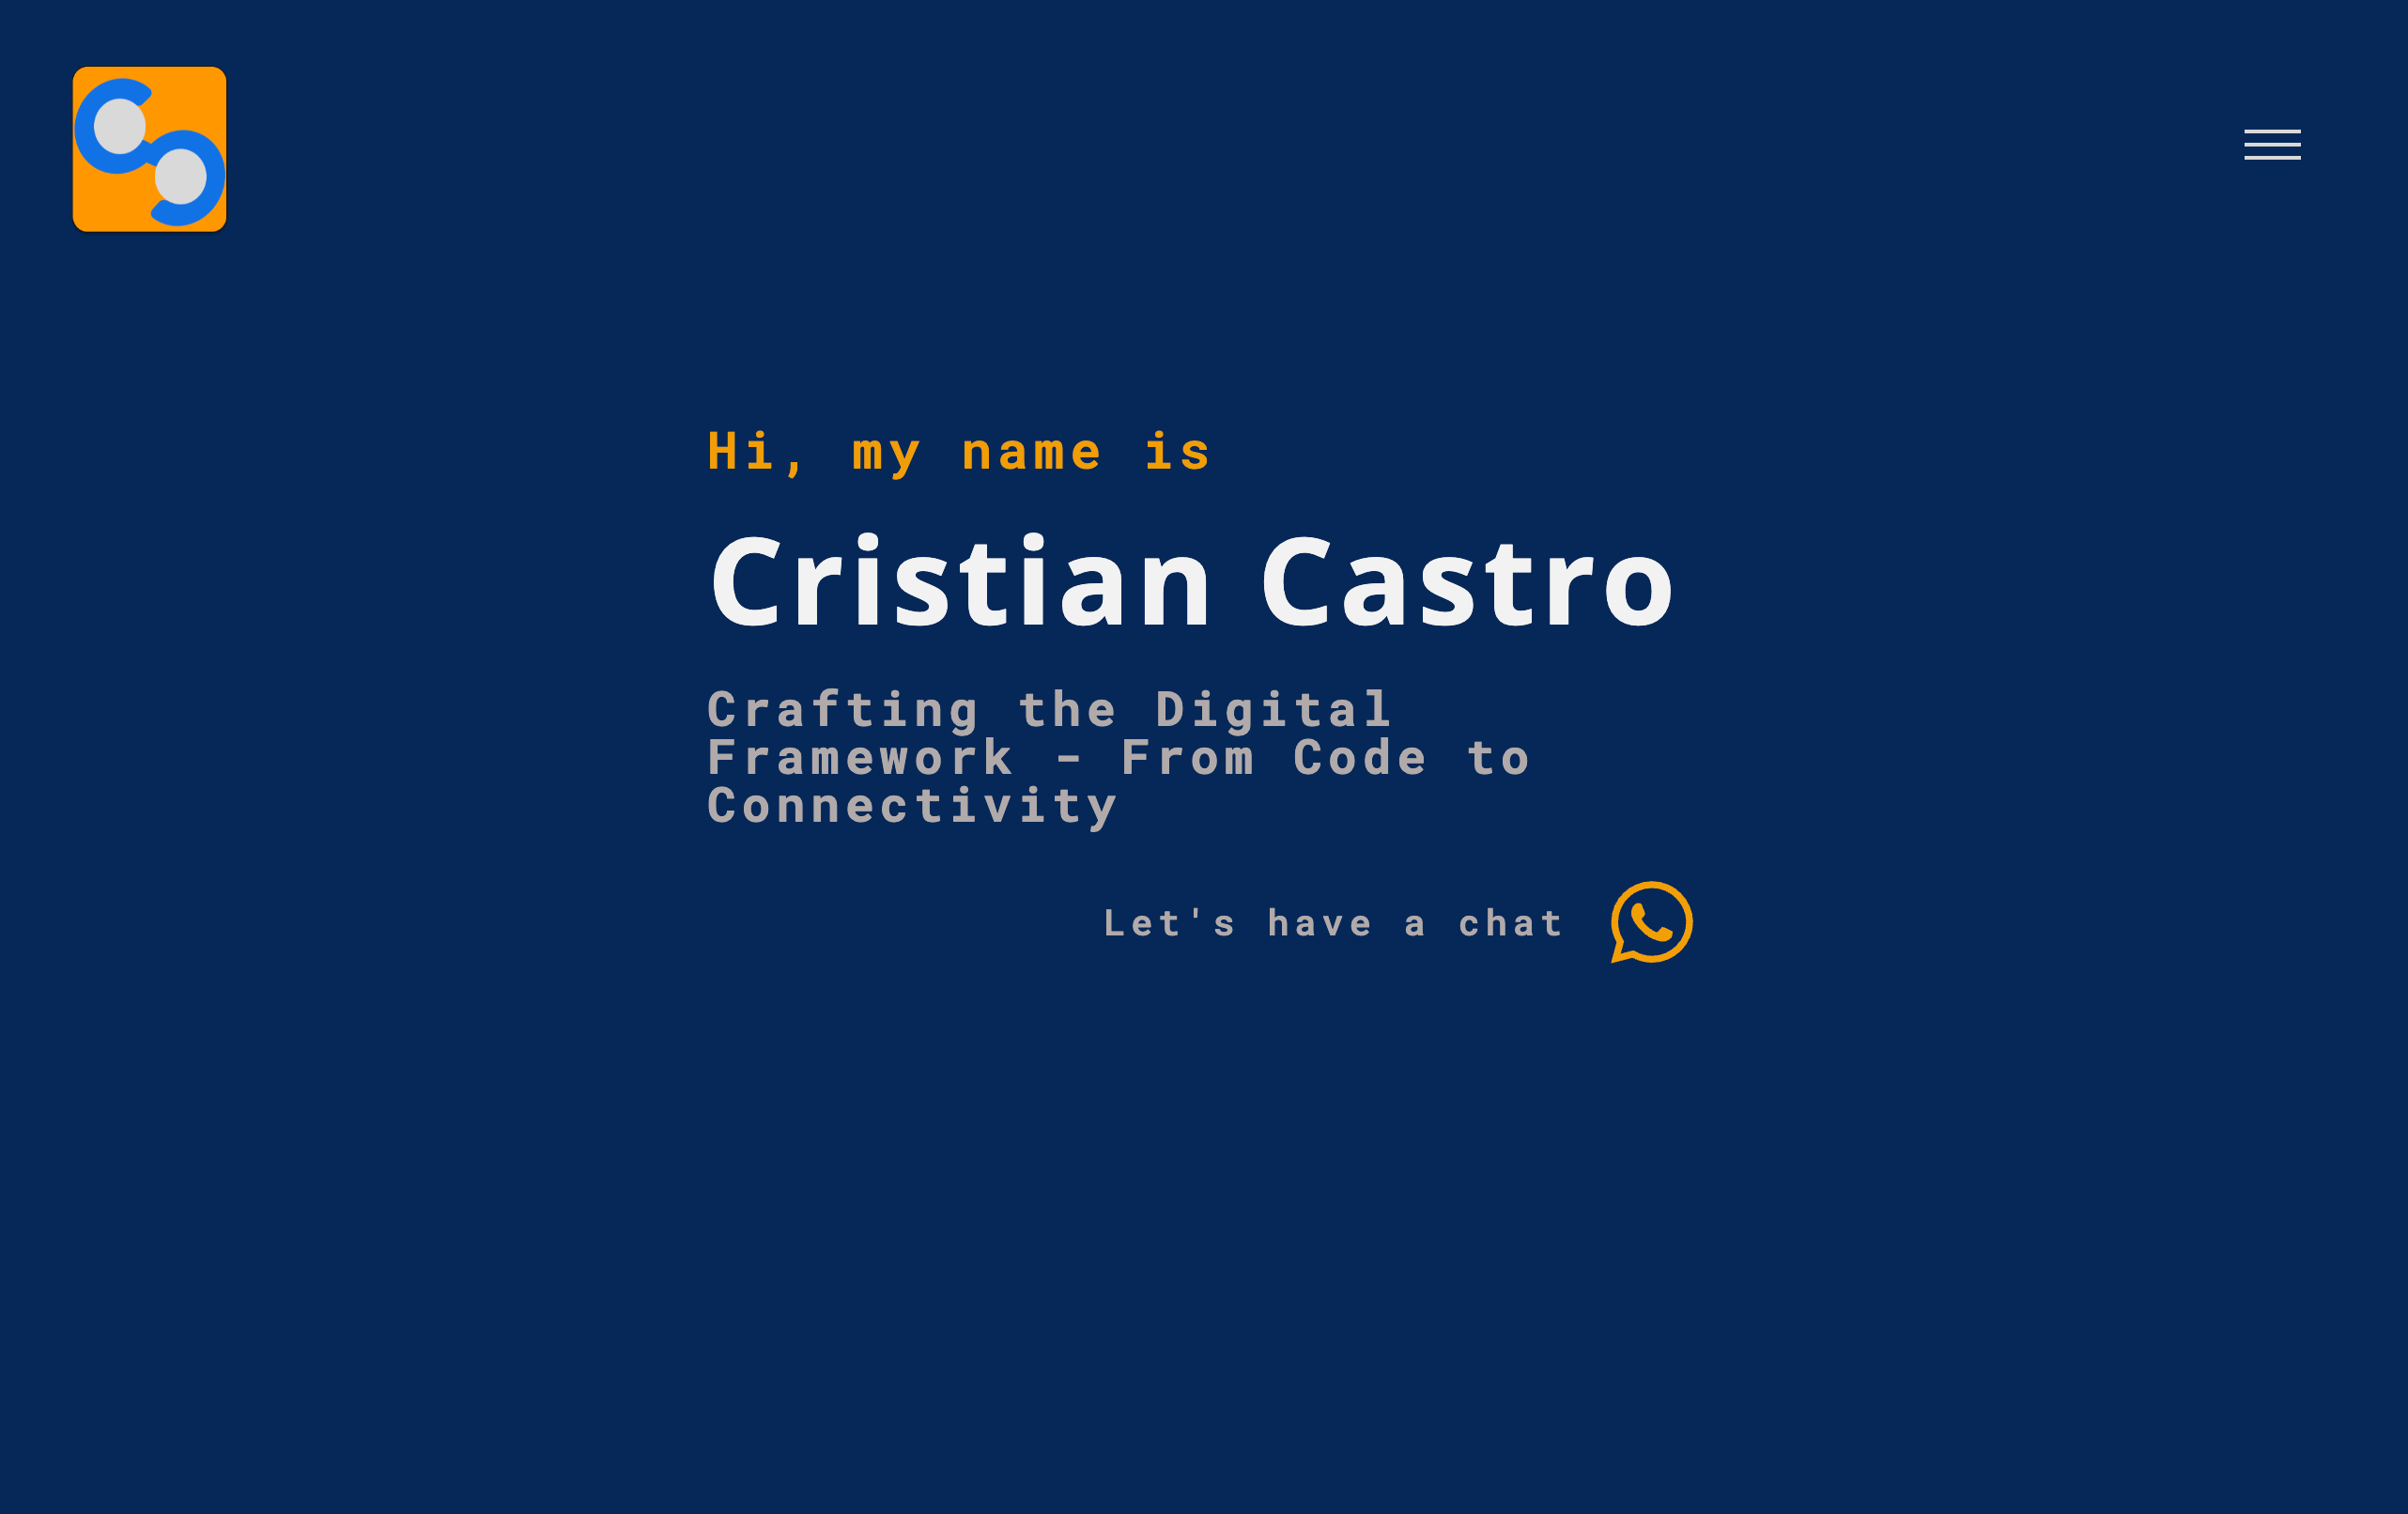 Hi, my name is
Cristian Castro
Crafting the Digital
Framework - From Code to
Connectivity
Let's have a chat